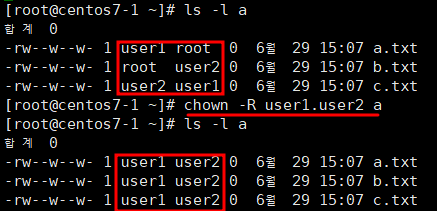 [root@centos7-1 ~]# ls -l a
합계 0
-rw--w--w- 1 user1 root 0 6월 29 15:07 a.txt
-rw--w--w- 1 root user2 0 6월 29 15:07 b.txt
-rw--w--w- 1 user2 user1 0 6월 29 15:07 c.txt
[root@centos7-1 ~]# chown -R user1.user2 a
[root@centos7-1 ~]# ls -l a
합계 0
-rw--w--w- 1 user1 user2 0 6월 29 15:07 a.txt
-rw--w--w- 1 user1 user2 0 6월 29 15:07 b.txt
-rw--w--w- 1 user1 user2 0 6월 29 15:07 c.txt